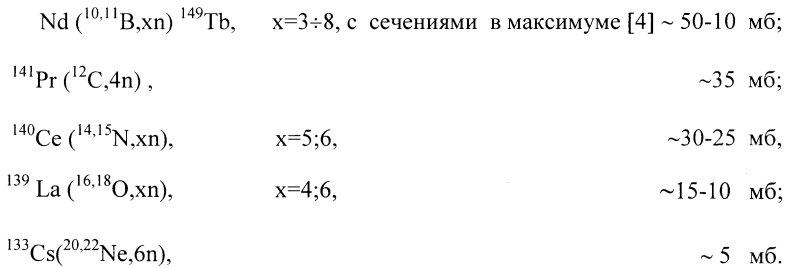 Nd (¹⁰,¹¹B,xn) ¹⁴⁹Tb, x=3÷8, с сечениями в максимуме [4] ~ 50-10 мб;
¹⁴¹Pr (¹²C,4n) , ~35 мб;
¹⁴⁰Ce (¹⁴,¹⁵N,xn), x=5;6, ~30-25 мб,
¹³⁹ La (¹⁶,¹⁸O,xn), x=4;6, ~15-10 мб;
¹³³Cs(²⁰,²²Ne,6n), ~ 5 мб.